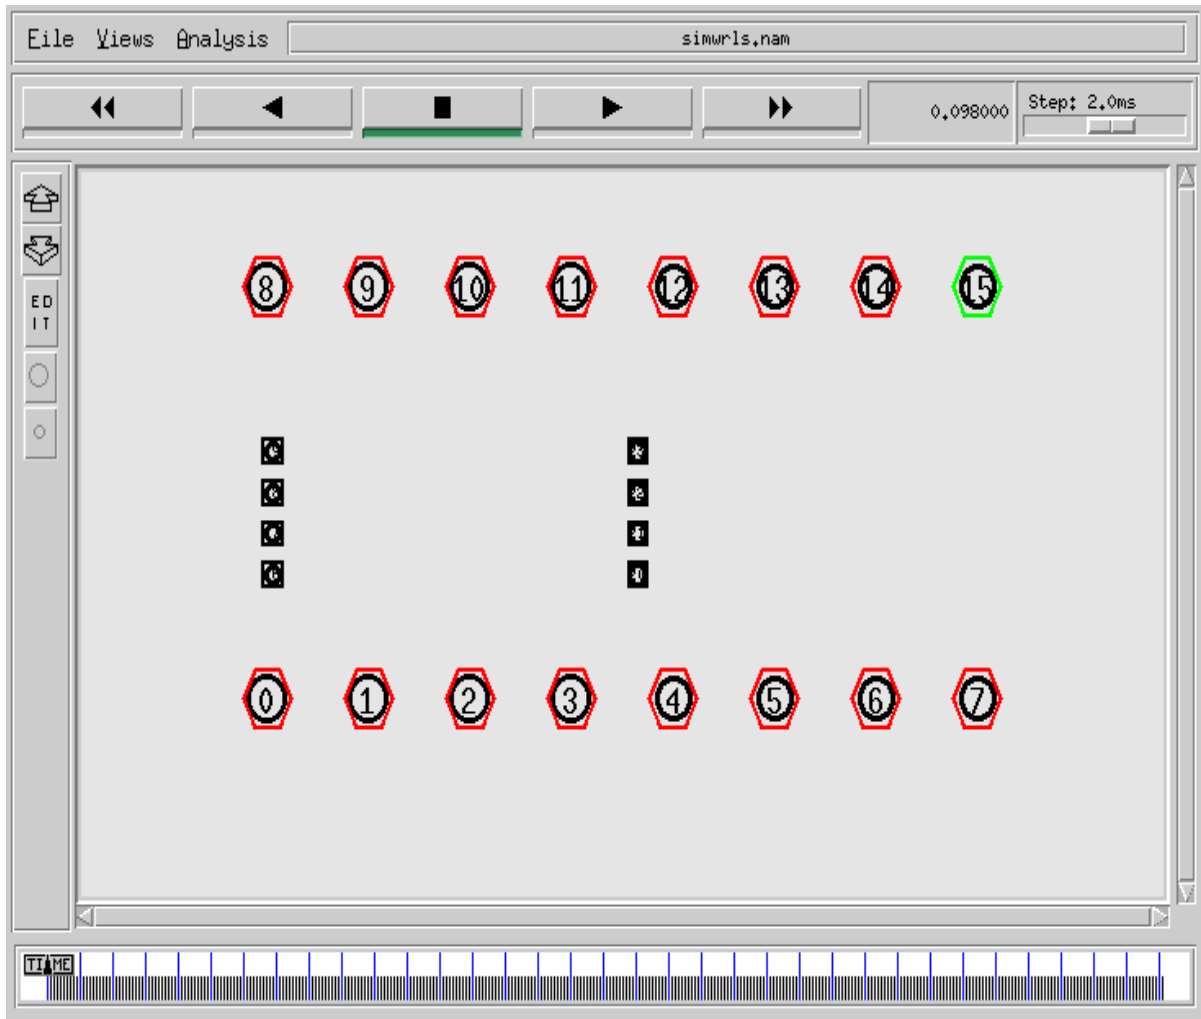 File Views Analysis simwrls.nam
0.098000 Step: 2.0ms
ED
IT
8 9 10 11 12 13 14 15
0 1 2 3 4 5 6 7
TIME